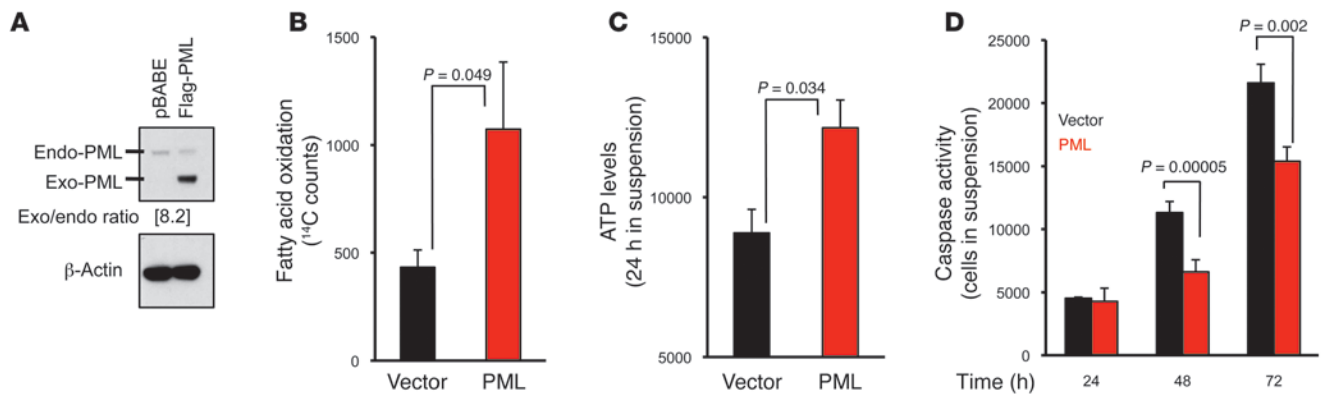 A
pBABE
Flag-PML
Endo-PML
Exo-PML
Exo/endo ratio [8.2]
β-Actin
B
Fatty acid oxidation
(¹⁴C counts)
1500
1000
500
0
P = 0.049
Vector PML
C
ATP levels
(24 h in suspension)
15000
10000
5000
P = 0.034
Vector PML
D
Caspase activity
(cells in suspension)
25000
20000
15000
10000
5000
0
Vector
PML
P = 0.00005
P = 0.002
Time (h) 24 48 72